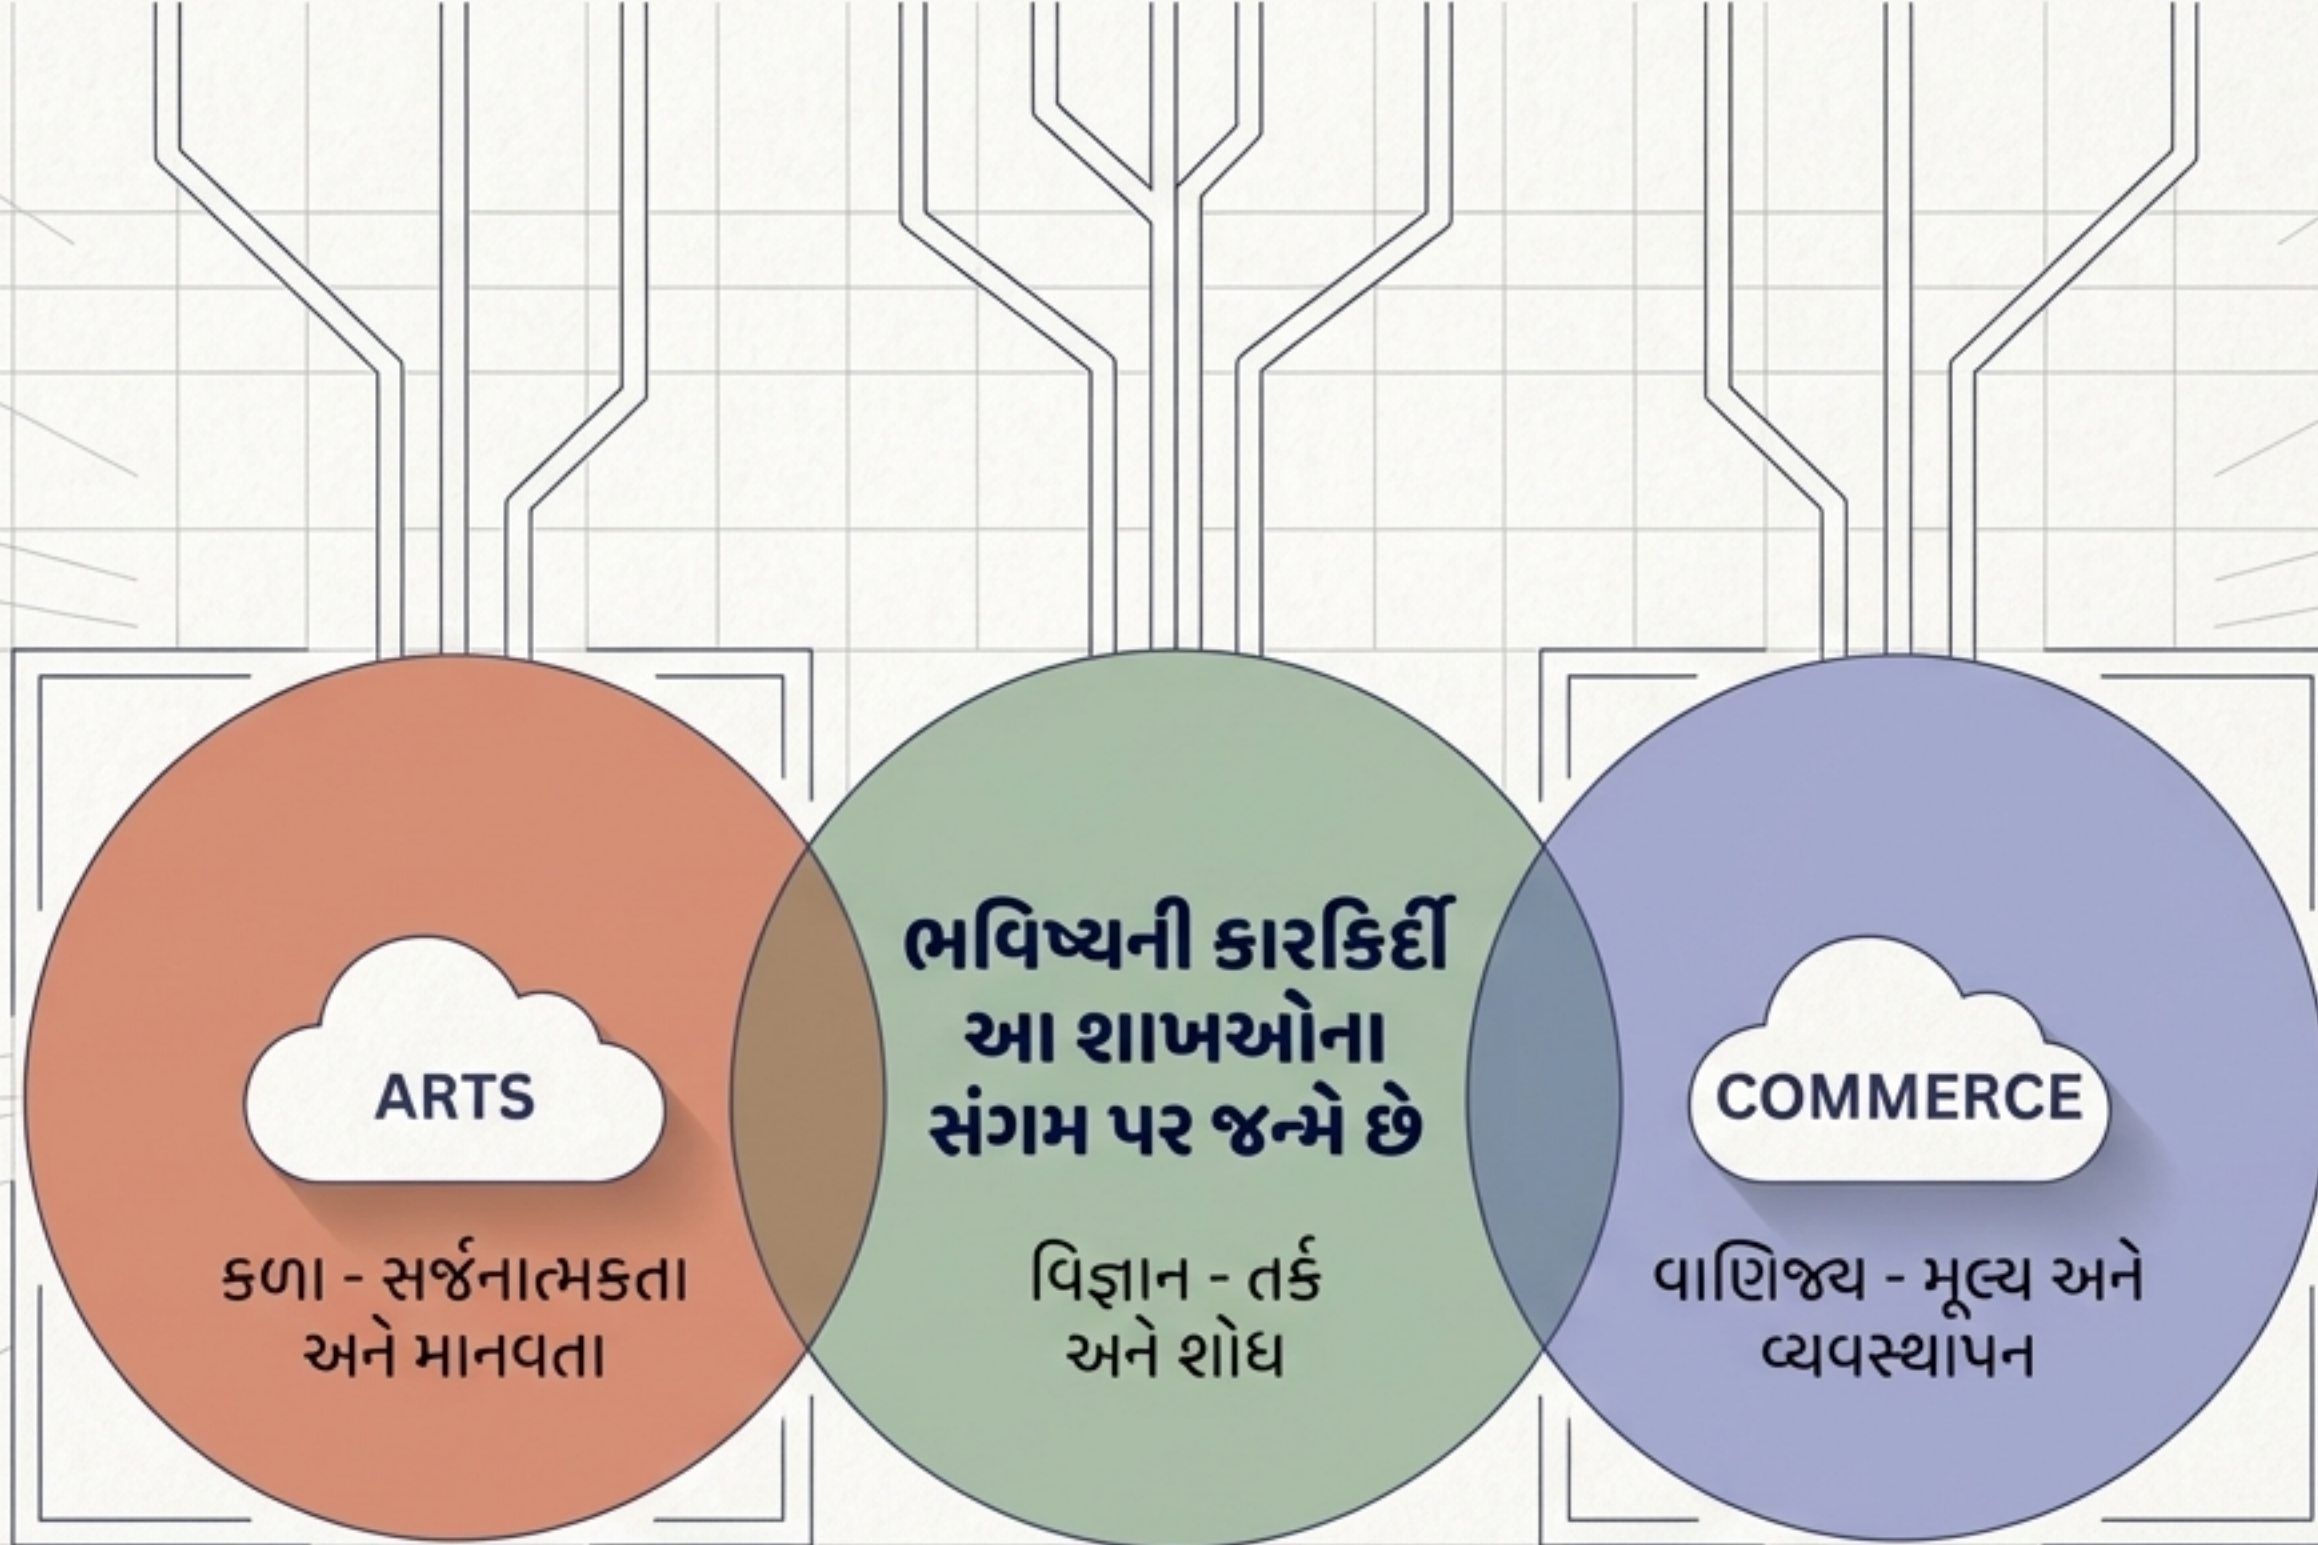 ARTS
કળા - સર્જનાત્મકતા
અને માનવતા
ભવિષ્યની કારકિર્દી
આ શાખઓના
સંગમ પર જન્મે છે
વિજ્ઞાન - તર્ક
અને શોધ
COMMERCE
વાણિજ્ય - મૂલ્ય અને
વ્યવસ્થાપન